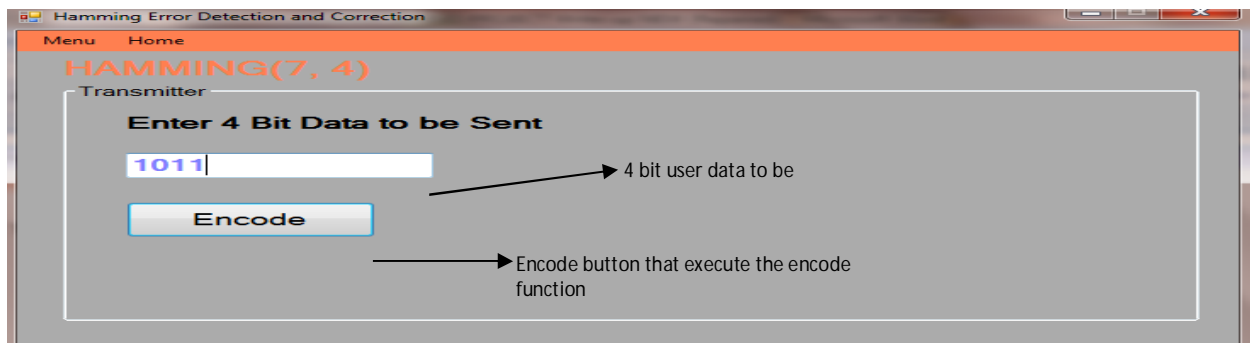 Hamming Error Detection and Correction
Menu Home
HAMMING(7, 4)
Transmitter
Enter 4 Bit Data to be Sent
1011
4 bit user data to be
Encode
Encode button that execute the encode
function